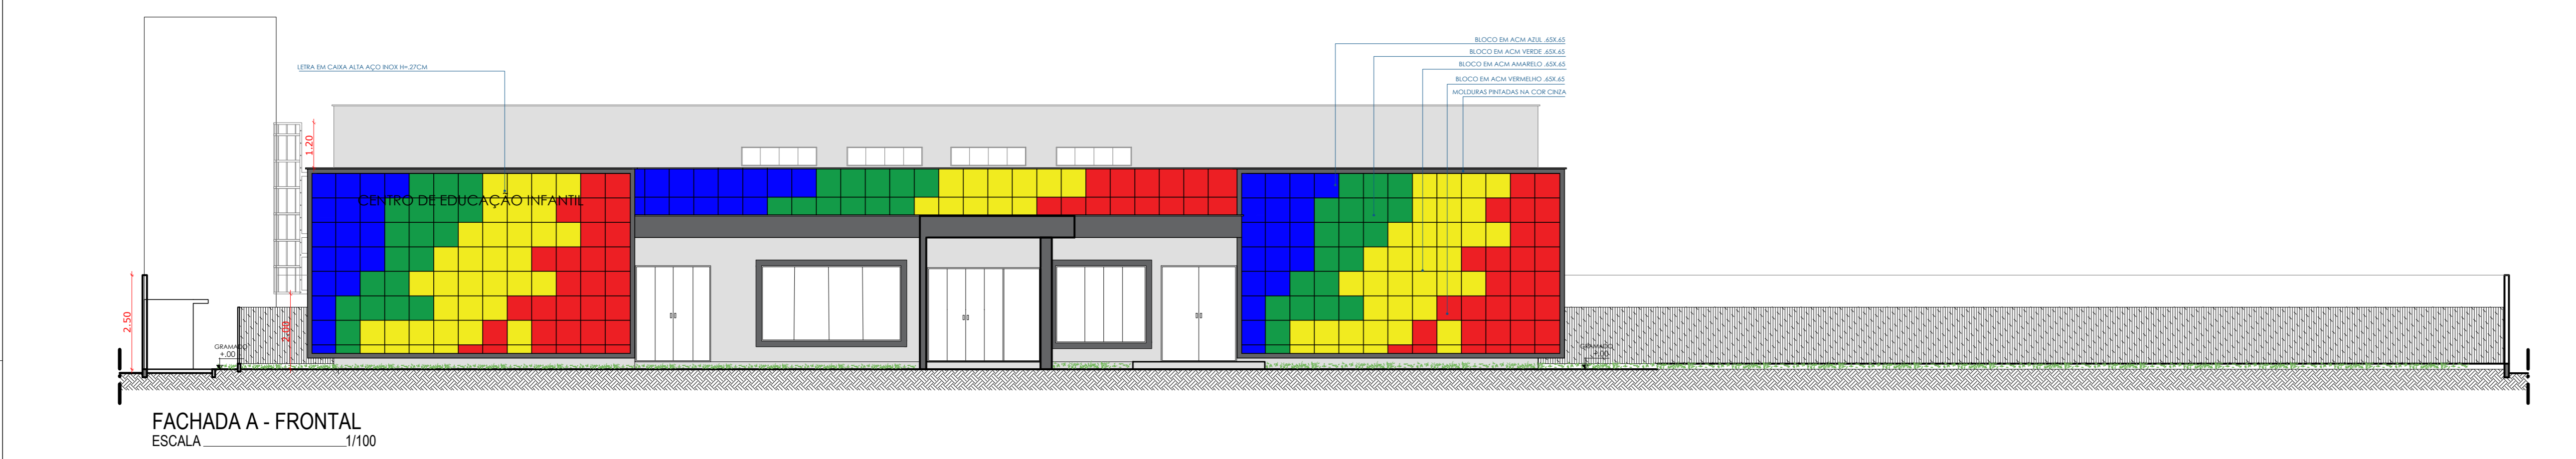 BLOCO EM ACM AZUL .65X.65
BLOCO EM ACM VERDE .65X.65
BLOCO EM ACM AMARELO .65X.65
BLOCO EM ACM VERMELHO .65X.65
MOLDURAS PINTADAS NA COR CINZA
LETRA EM CAIXA ALTA AÇO INOX H=.27CM
1.20
CENTRO DE EDUCAÇÃO INFANTIL
2.50
2.00
GRAMADO
+.00
GRAMADO
+.00
FACHADA A - FRONTAL
ESCALA 1/100